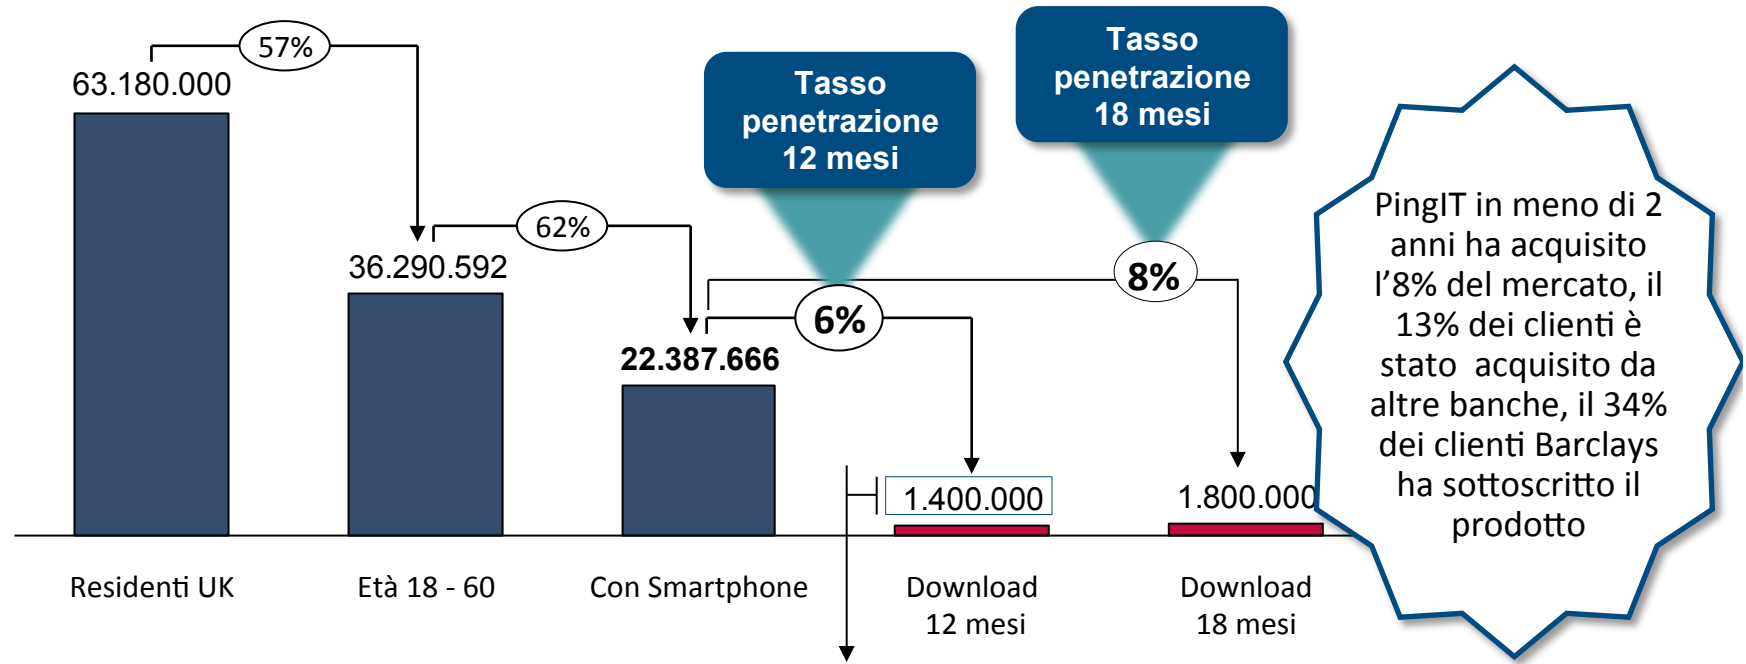 57%
63.180.000
Tasso
penetrazione
12 mesi
Tasso
penetrazione
18 mesi
62%
36.290.592
8%
6%
22.387.666
1.400.000
1.800.000
PingIT in meno di 2
anni ha acquisito
l’8% del mercato, il
13% dei clienti è
stato  acquisito da
altre banche, il 34%
dei clienti Barclays
ha sottoscritto il
prodotto
Residenti UK
Età 18 - 60
Con Smartphone
Download
12 mesi
Download
18 mesi